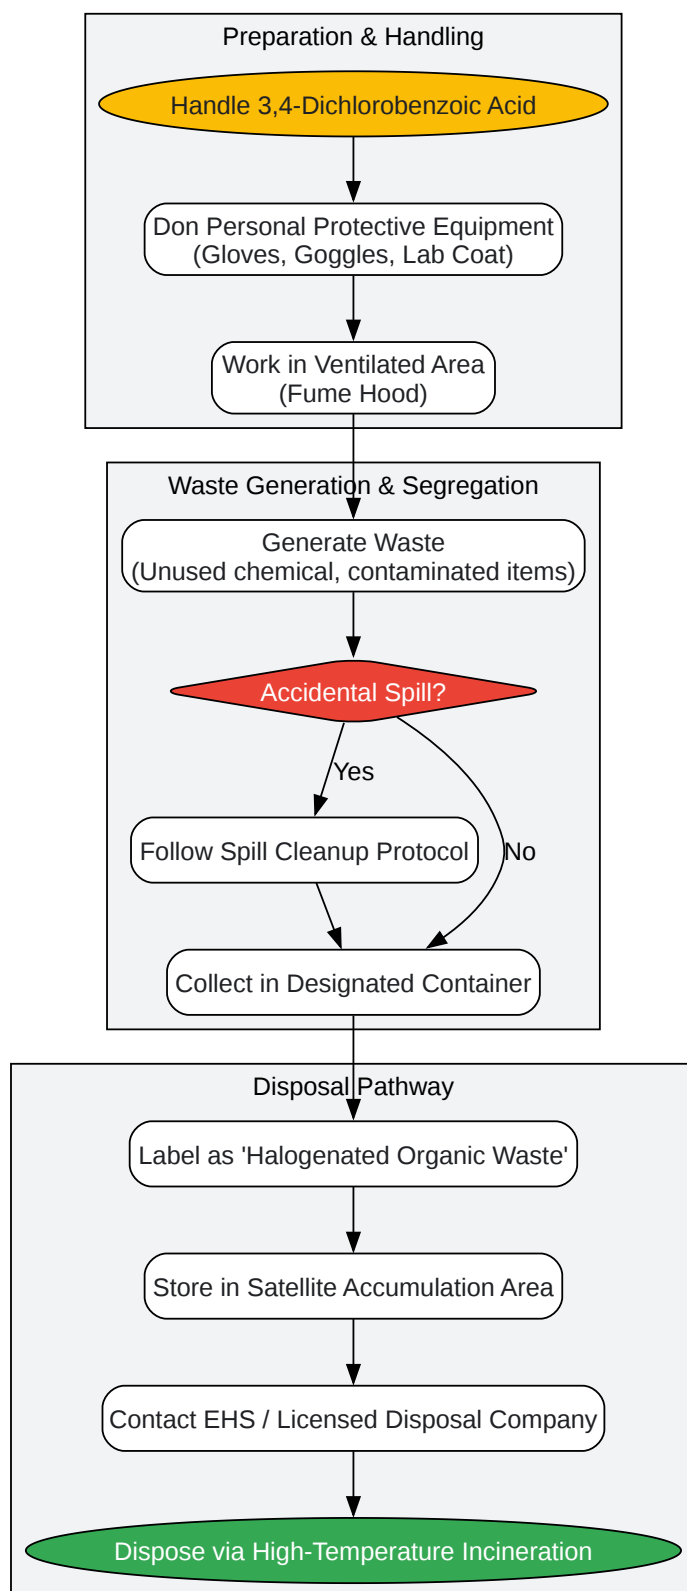 Preparation & Handling
Handle 3,4-Dichlorobenzoic Acid
Don Personal Protective Equipment
(Gloves, Goggles, Lab Coat)
Work in Ventilated Area
(Fume Hood)
Waste Generation & Segregation
Generate Waste
(Unused chemical, contaminated items)
Accidental Spill?
Yes
Follow Spill Cleanup Protocol
No
Collect in Designated Container
Disposal Pathway
Label as 'Halogenated Organic Waste'
Store in Satellite Accumulation Area
Contact EHS / Licensed Disposal Company
Dispose via High-Temperature Incineration